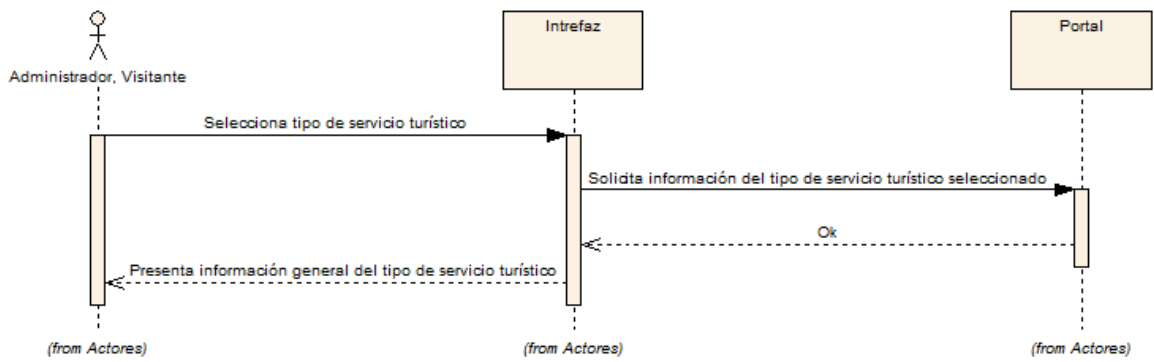 Intrefaz
Portal
Administrador, Visitante
Selecciona tipo de servicio turístico
Solicita información del tipo de servicio turístico seleccionado
Ok
Presenta información general del tipo de servicio turístico
(from Actores)
(from Actores)
(from Actores)